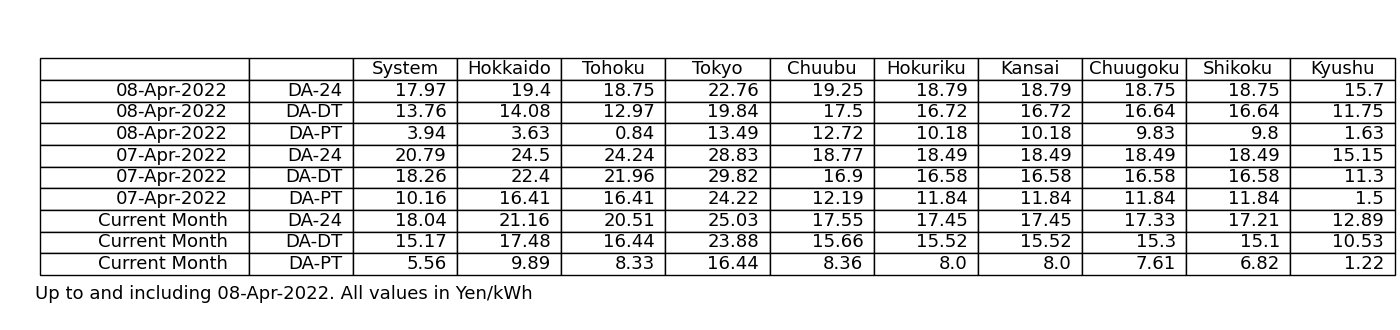 System Hokkaido Tohoku Tokyo Chuubu Hokuriku Kansai Chuugoku Shikoku Kyushu
08-Apr-2022 DA-24 17.97 19.4 18.75 22.76 19.25 18.79 18.79 18.75 18.75 15.7
08-Apr-2022 DA-DT 13.76 14.08 12.97 19.84 17.5 16.72 16.72 16.64 16.64 11.75
08-Apr-2022 DA-PT 3.94 3.63 0.84 13.49 12.72 10.18 10.18 9.83 9.8 1.63
07-Apr-2022 DA-24 20.79 24.5 24.24 28.83 18.77 18.49 18.49 18.49 18.49 15.15
07-Apr-2022 DA-DT 18.26 22.4 21.96 29.82 16.9 16.58 16.58 16.58 16.58 11.3
07-Apr-2022 DA-PT 10.16 16.41 16.41 24.22 12.19 11.84 11.84 11.84 11.84 1.5
Current Month DA-24 18.04 21.16 20.51 25.03 17.55 17.45 17.45 17.33 17.21 12.89
Current Month DA-DT 15.17 17.48 16.44 23.88 15.66 15.52 15.52 15.3 15.1 10.53
Current Month DA-PT 5.56 9.89 8.33 16.44 8.36 8.0 8.0 7.61 6.82 1.22
Up to and including 08-Apr-2022. All values in Yen/kWh